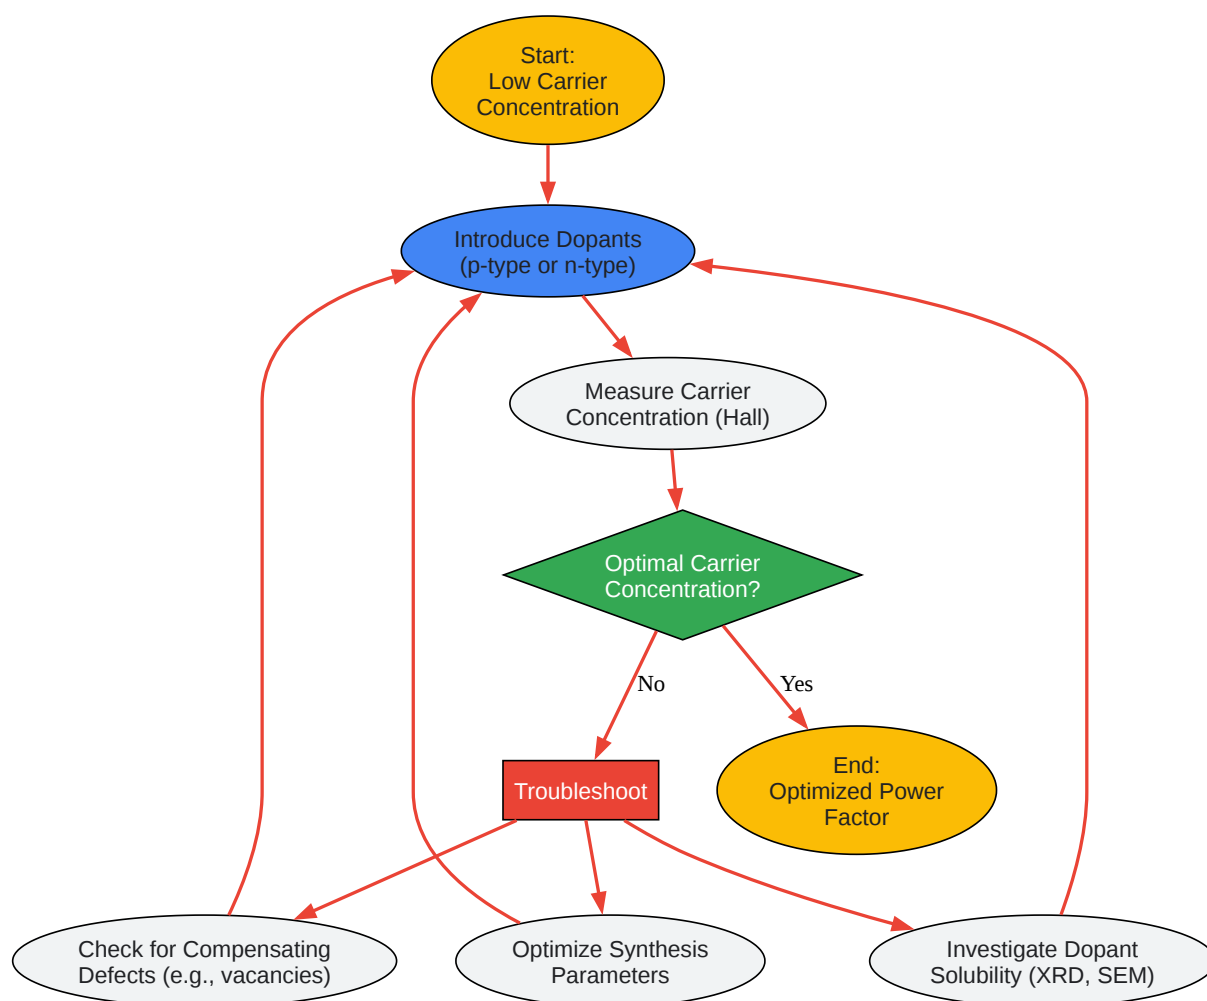 Start:
Low Carrier
Concentration
Introduce Dopants
(p-type or n-type)
Measure Carrier
Concentration (Hall)
Optimal Carrier
Concentration?
No
Yes
Troubleshoot
End:
Optimized Power
Factor
Check for Compensating
Defects (e.g., vacancies)
Optimize Synthesis
Parameters
Investigate Dopant
Solubility (XRD, SEM)